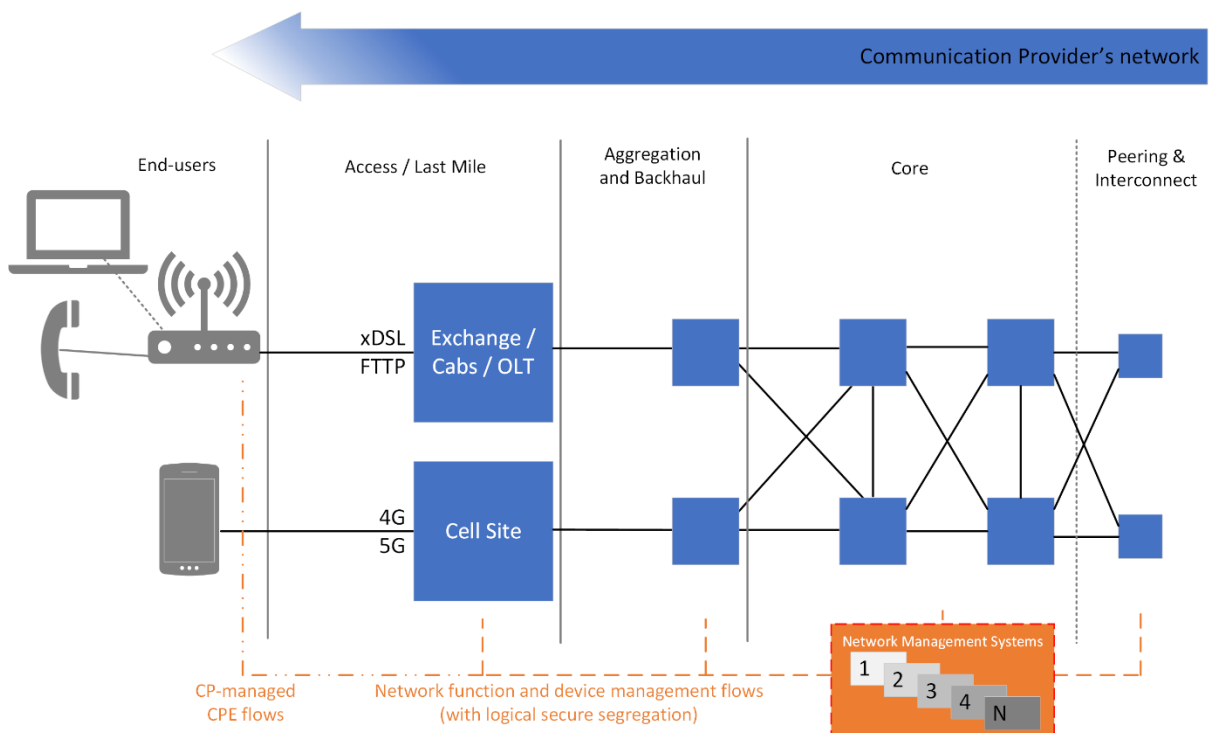 Communication Provider's network
End-users
Access / Last Mile
Aggregation
and Backhaul
Core
Peering &
Interconnect
xDSL
FTTP
Exchange /
Cabs / OLT
4G
5G
Cell Site
Network Management Systems
1
2
3
4
N
CP-managed
CPE flows
Network function and device management flows
(with logical secure segregation)